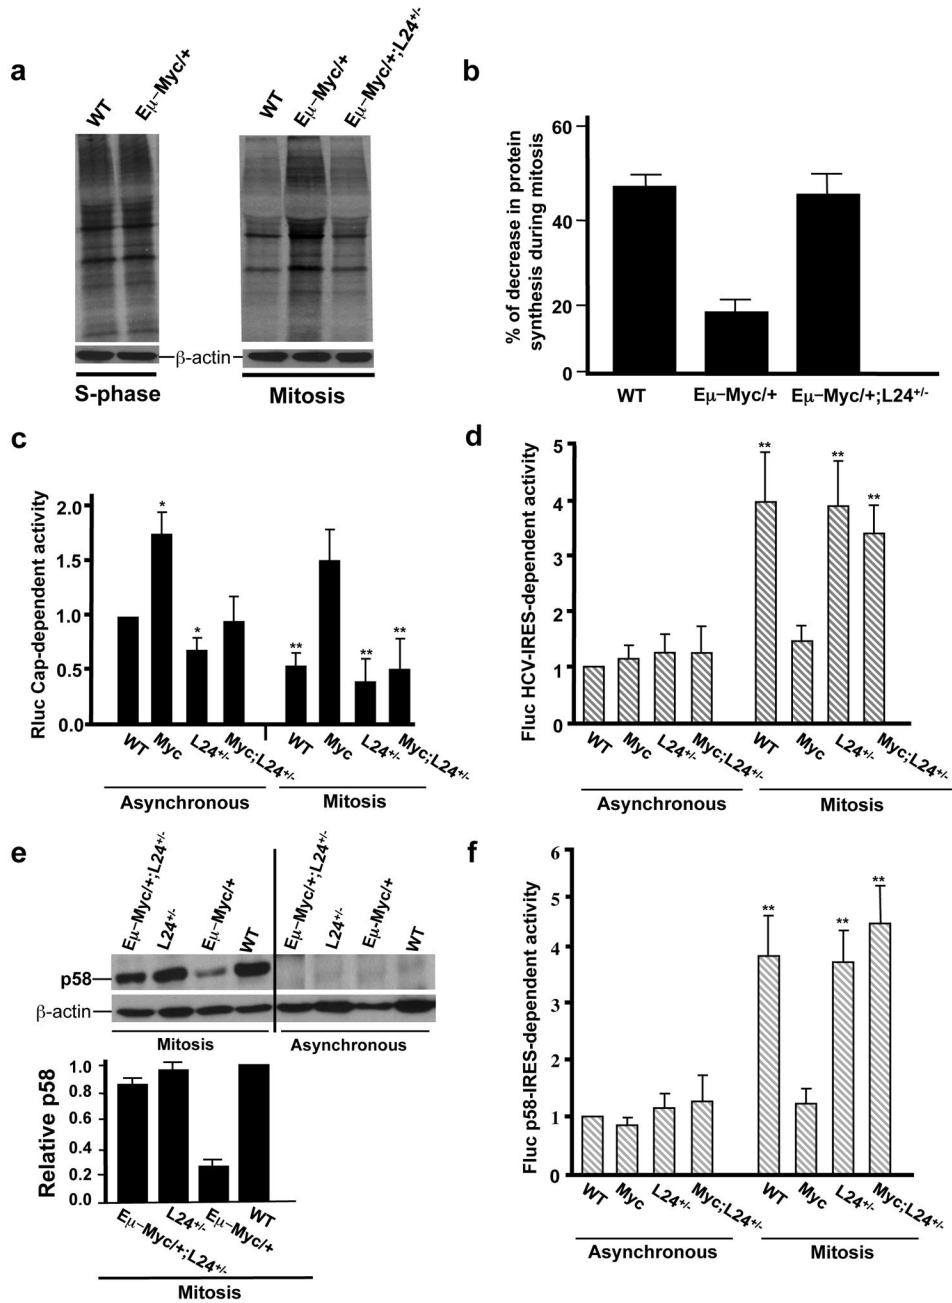 a
WT
Eµ–Myc/+
WT
Eµ–Myc/+
Eµ–Myc/+;L24+/-
β-actin
S-phase
Mitosis
b
% of decrease in protein
synthesis during mitosis
60
40
20
0
WT
Eµ–Myc/+
Eµ–Myc/+;L24+/-
c
Rluc Cap-dependent activity
2.0
1.5
1.0
0.5
0.0
*
*
**
**
**
WT
Myc
L24+/-
Myc;L24+/-
WT
Myc
L24+/-
Myc;L24+/-
Asynchronous
Mitosis
d
Fluc HCV-IRES-dependent activity
5
4
3
2
1
0
**
**
**
WT
Myc
L24+/-
Myc;L24+/-
WT
Myc
L24+/-
Myc;L24+/-
Asynchronous
Mitosis
e
Eµ–Myc/+;L24+/-
L24+/-
Eµ–Myc/+
WT
Eµ–Myc/+;L24+/-
L24+/-
Eµ-Myc/+
WT
p58
β-actin
Mitosis
Asynchronous
Relative p58
1.0
0.8
0.6
0.4
0.2
0.0
Eµ–Myc/+;L24+/-
L24+/-
Eµ–Myc/+
WT
Mitosis
f
Fluc p58-IRES-dependent activity
6
5
4
3
2
1
0
**
**
**
WT
Myc
L24+/-
Myc;L24+/-
WT
Myc
L24+/-
Myc;L24+/-
Asynchronous
Mitosis